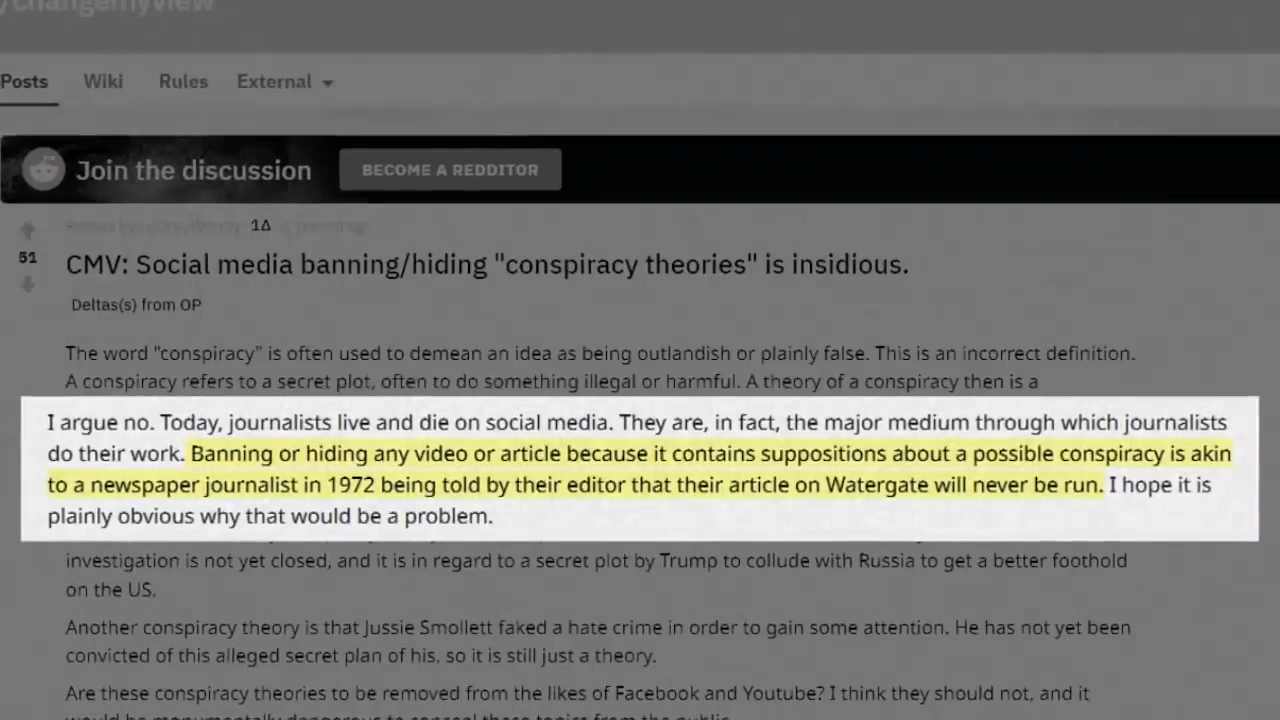 /changemyview
Posts Wiki Rules External
Join the discussion BECOME A REDDITOR
1Δ
51
CMV: Social media banning/hiding "conspiracy theories" is insidious.
Deltas(s) from OP
The word "conspiracy" is often used to demean an idea as being outlandish or plainly false. This is an incorrect definition.
A conspiracy refers to a secret plot, often to do something illegal or harmful. A theory of a conspiracy then is a
I argue no. Today, journalists live and die on social media. They are, in fact, the major medium through which journalists
do their work. Banning or hiding any video or article because it contains suppositions about a possible conspiracy is akin
to a newspaper journalist in 1972 being told by their editor that their article on Watergate will never be run. I hope it is
plainly obvious why that would be a problem.
investigation is not yet closed, and it is in regard to a secret plot by Trump to collude with Russia to get a better foothold
on the US.
Another conspiracy theory is that Jussie Smollett faked a hate crime in order to gain some attention. He has not yet been
convicted of this alleged secret plan of his, so it is still just a theory.
Are these conspiracy theories to be removed from the likes of Facebook and Youtube? I think they should not, and it
would be monumentally dangerous to conceal these topics from the public.